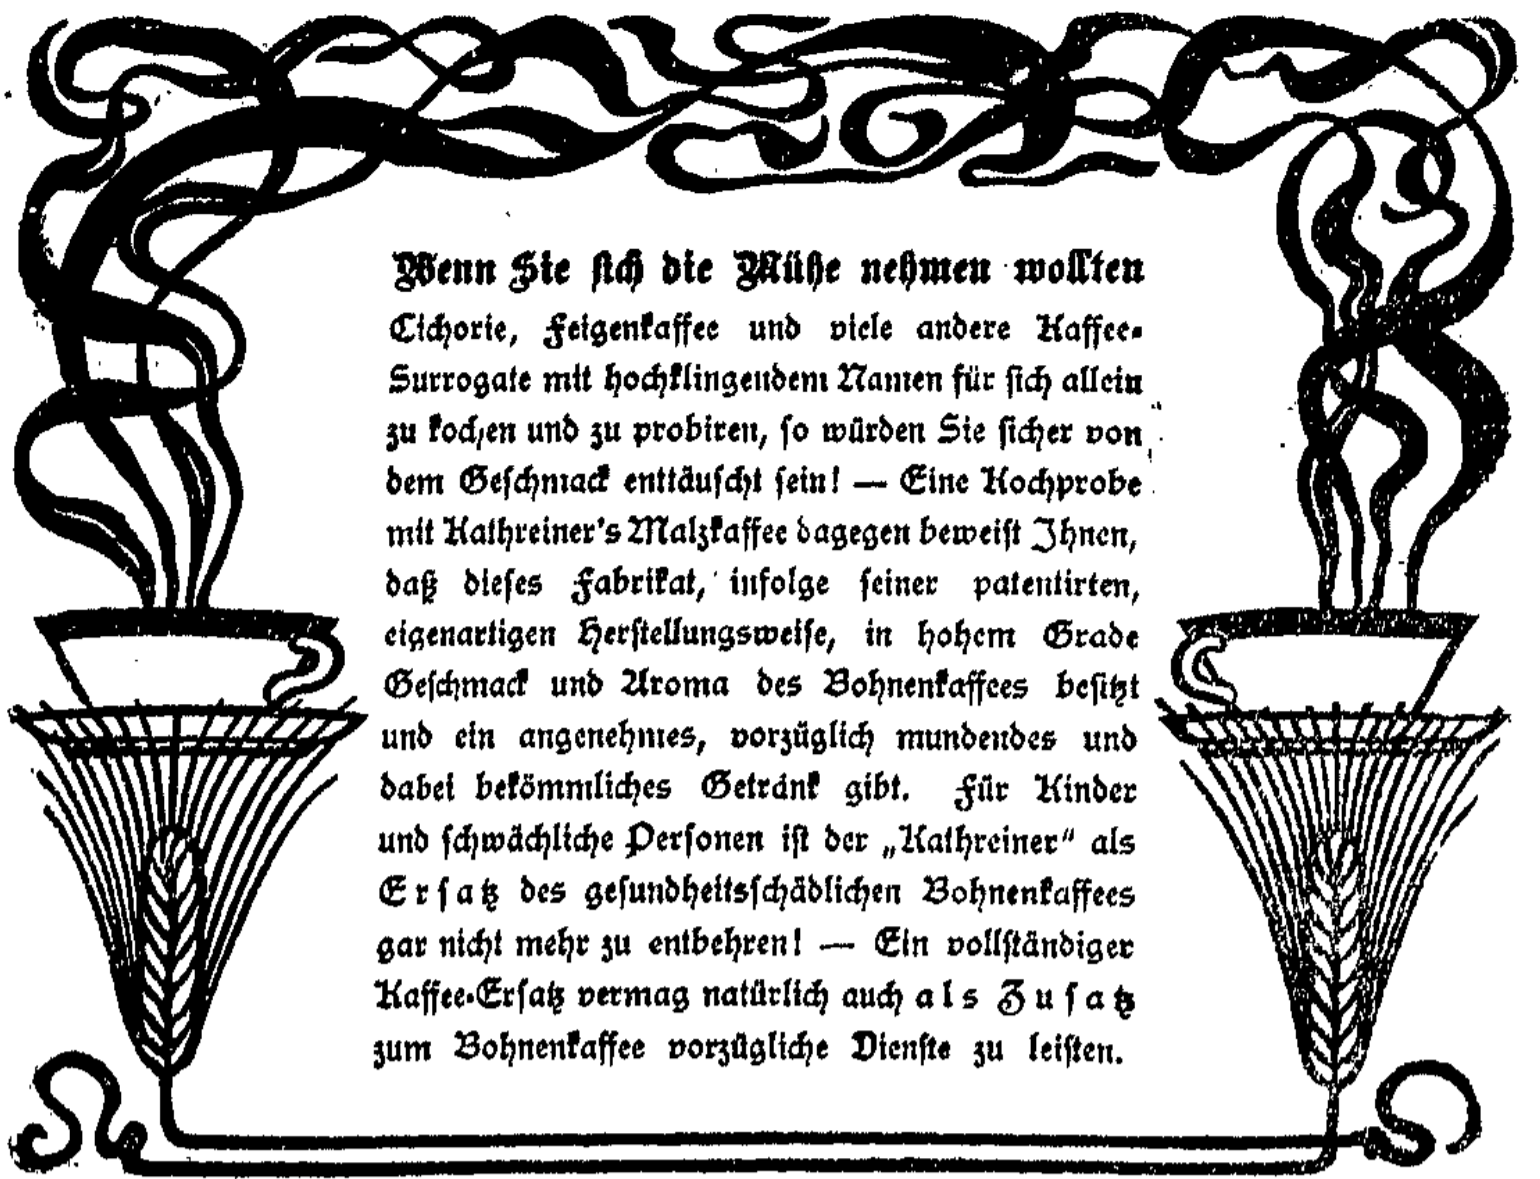 Wenn Sie sich die Mühe nehmen wollten
Cichorie, Feigenkaffee und viele andere Kaffee-
Surrogate mit hochklingendem Namen für sich allein
zu kochen und zu probiren, so würden Sie sicher von
dem Geschmack enttäuscht sein! — Eine Kochprobe
mit Kathreiner's Malzkaffee dagegen beweist Ihnen,
daß dieses Fabrikat, infolge seiner patentirten,
eigenartigen Herstellungsweise, in hohem Grade
Geschmack und Aroma des Bohnenkaffees besitzt
und ein angenehmes, vorzüglich mundendes und
dabei bekömmliches Getränk gibt. Für Kinder
und schwächliche Personen ist der „Kathreiner" als
Ersatz des gesundheitsschädlichen Bohnenkaffees
gar nicht mehr zu entbehren! — Ein vollständiger
Kaffee-Ersatz vermag natürlich auch als Zusatz
zum Bohnenkaffee vorzügliche Dienste zu leisten.